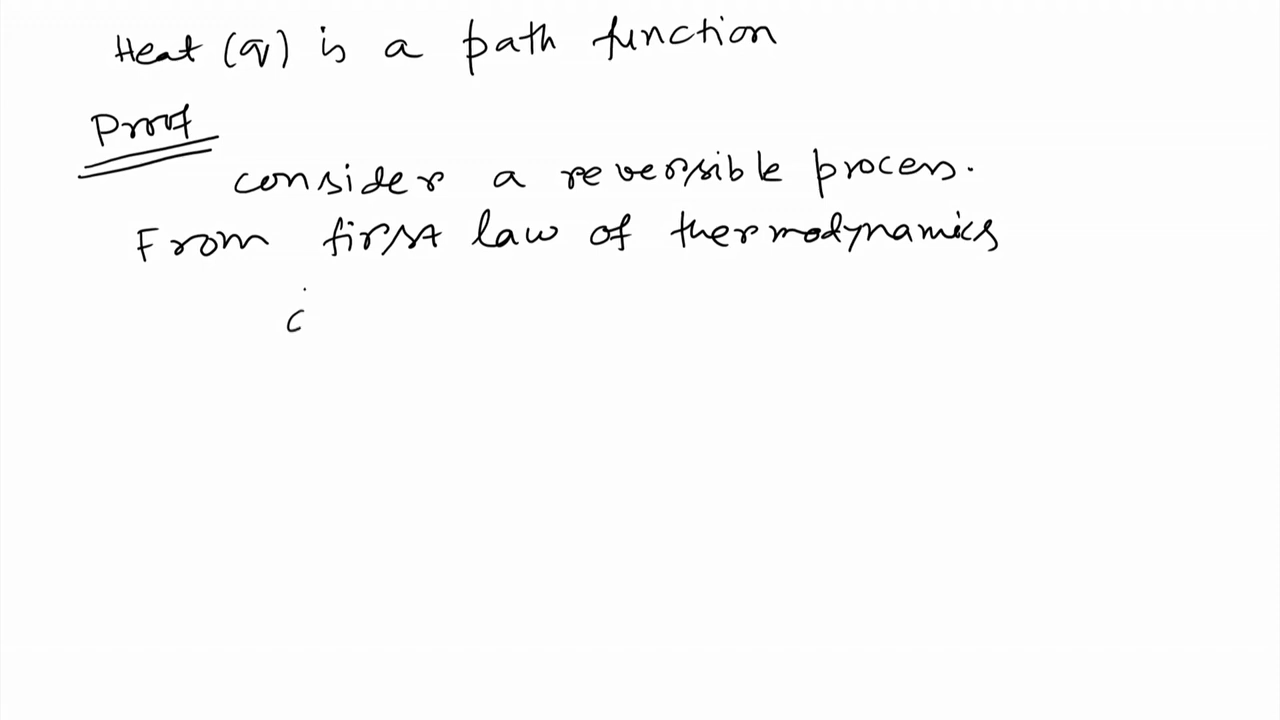 Heat (q) is a path function
Proof
consider a reversible process.
From first law of thermodynamics